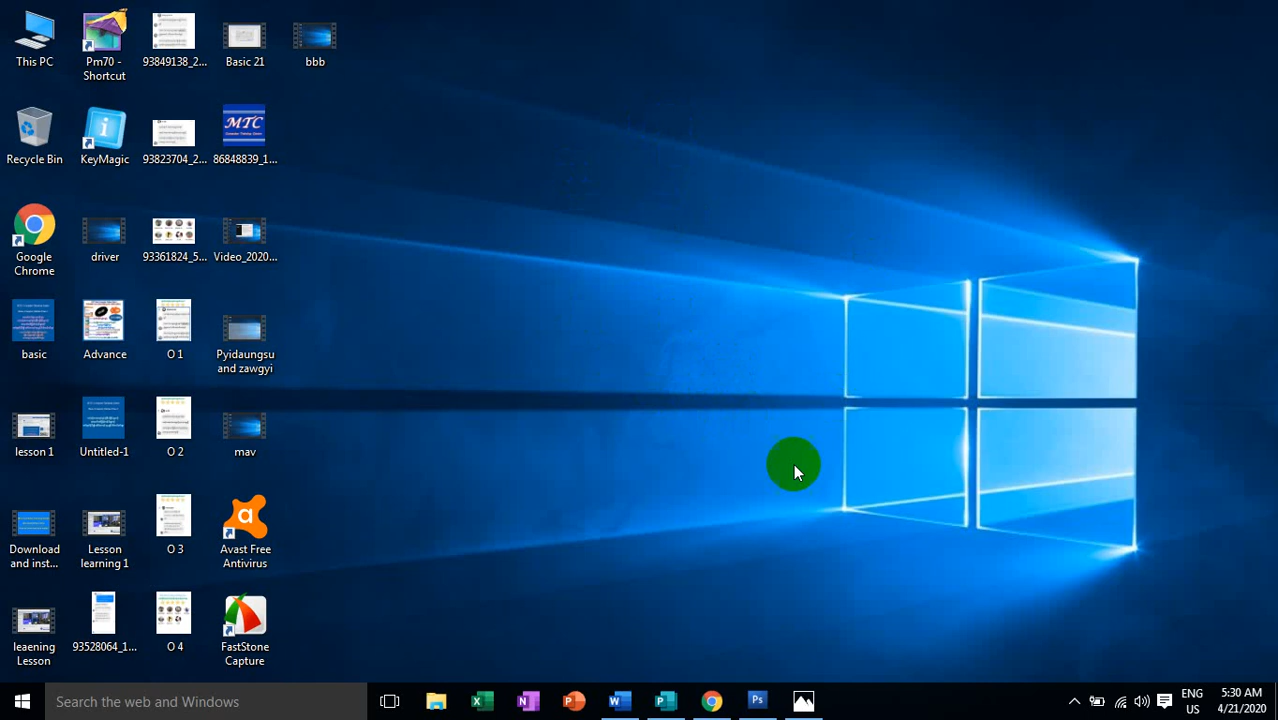 This PC
Pm70 -
Shortcut
93849138_2...
Basic 21
bbb
Recycle Bin
KeyMagic
93823704_2...
MTC
86848839_1...
Google
Chrome
driver
93361824_5...
Video_2020...
basic
Advance
O 1
Pyidaungsu
and zawgyi
lesson 1
Untitled-1
O 2
mav
Download
and inst...
Lesson
learning 1
O 3
Avast Free
Antivirus
leaening
Lesson
93528064_1...
O 4
FastStone
Capture
Search the web and Windows
ENG
US
5:30 AM
4/21/2020